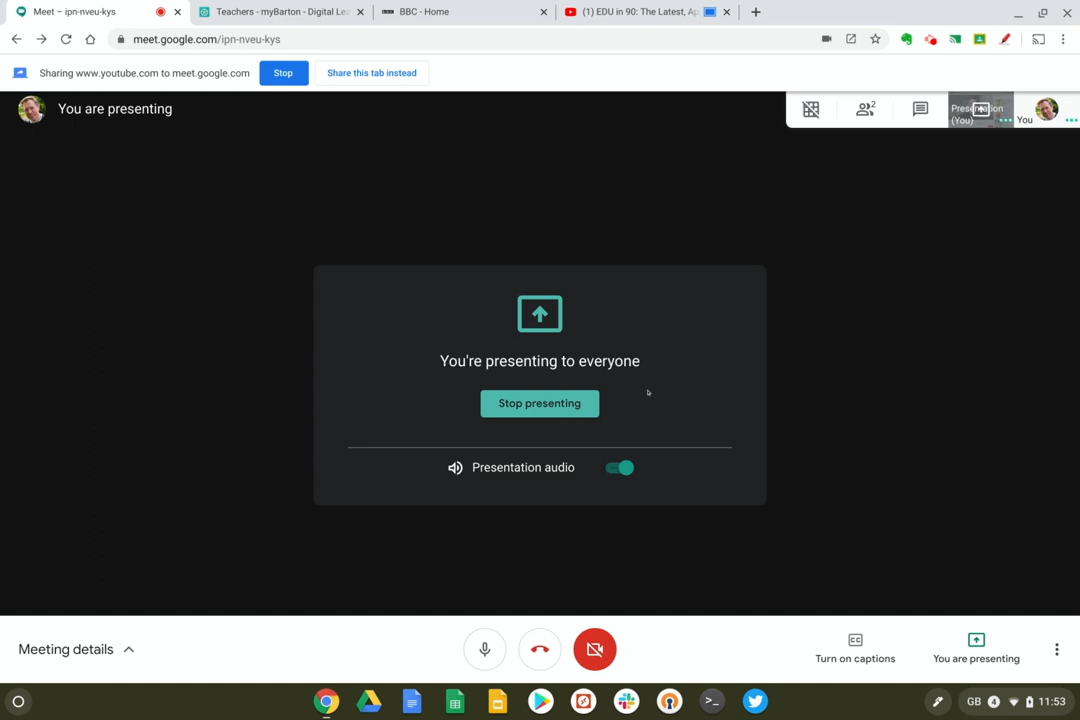 Meet – ipn-nveu-kys
Teachers - myBarton - Digital Lea
BBC - Home
(1) EDU in 90: The Latest, Ap
meet.google.com/ipn-nveu-kys
Sharing www.youtube.com to meet.google.com
Stop
Share this tab instead
You are presenting
2
Presentation
(You)
You
You're presenting to everyone
Stop presenting
Presentation audio
Meeting details
CC
Turn on captions
You are presenting
>_
GB
4
11:53